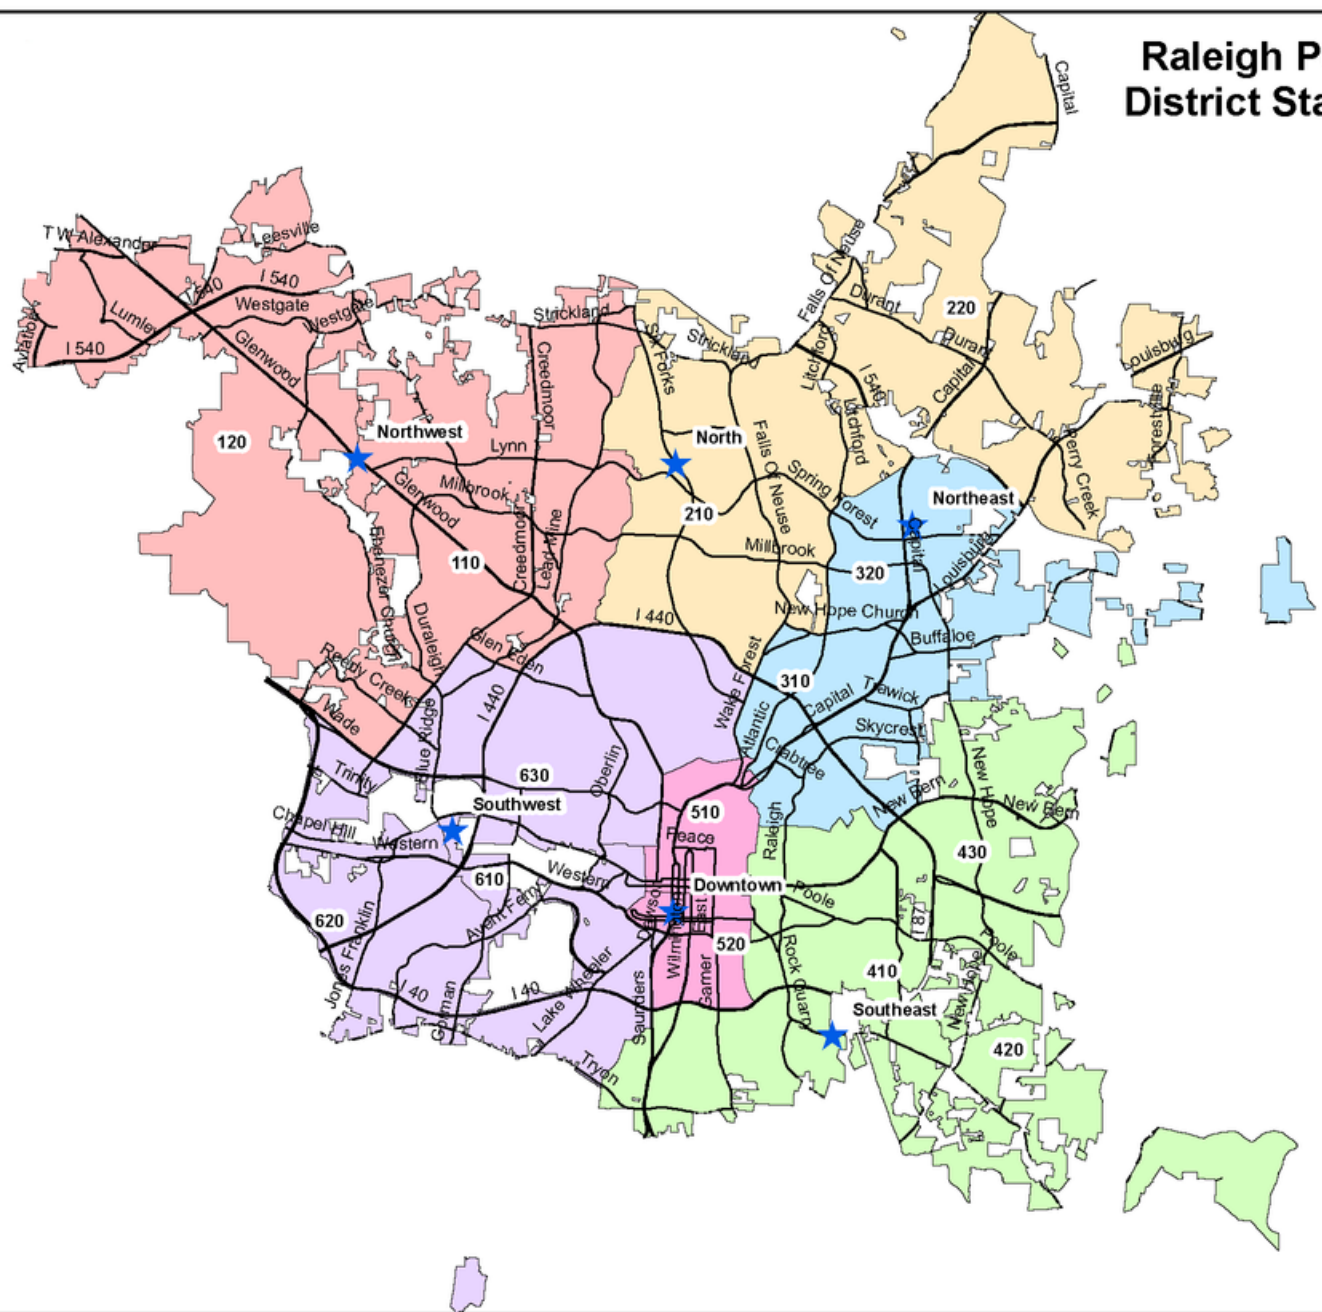 Raleigh P
District Sta
Capital
T W Alexander
Leesville
I 540
I 540
Westgate
Westgate
Lumley
Aviation
I 540
Glenwood
Strickland
Six Forks
Strickland
Creedmoor
Falls Of Neuse
Durant
220
Durant
Litchford
I 540
Capital
Louisburg
Forestville
120
Northwest
Lynn
North
Falls Of Neuse
Litchford
Perry Creek
Millbrook
Glenwood
Spring Forest
Northeast
210
Creedmoor
Lead Mine
Millbrook
Capital
Louisburg
Ebenezer Church
110
320
Duraleigh
I 440
New Hope Church
Buffaloe
Glen Eden
Reedy Creek
310
Wake Forest
Capital
Trawick
I 440
Wade
Blue Ridge
Atlantic
Skycrest
Crabtree
Trinity
630
Oberlin
New Hope
Southwest
510
New Bern
New Bern
Chapel Hill
Western
Peace
Raleigh
430
610
Western
Downtown
Poole
620
Avent Ferry
Dawson
Wilmington
East
I 87
Jones Franklin
520
Poole
Rock Quarry
410
I 40
I 40
Gorman
Lake Wheeler
Saunders
Garner
New Hope
Southeast
420
Tryon